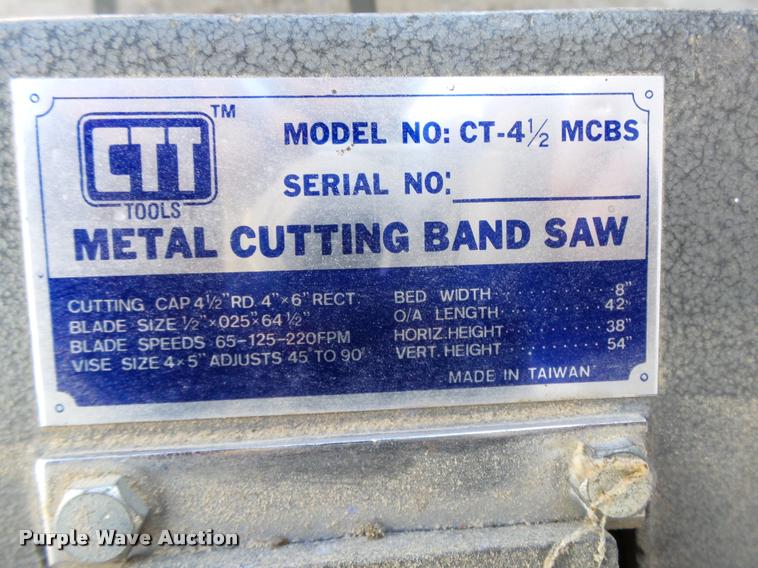 CTT
TOOLS
TM
MODEL NO: CT-4½ MCBS
SERIAL NO:
METAL CUTTING BAND SAW
CUTTING CAP 4½" RD. 4"×6" RECT.
BLADE SIZE ½"×025"×64½"
BLADE SPEEDS 65-125-220FPM
VISE SIZE 4×5" ADJUSTS 45 TO 90°
BED WIDTH 8"
O/A LENGTH 42"
HORIZ.HEIGHT 38"
VERT. HEIGHT 54"
MADE IN TAIWAN
Purple Wave Auction